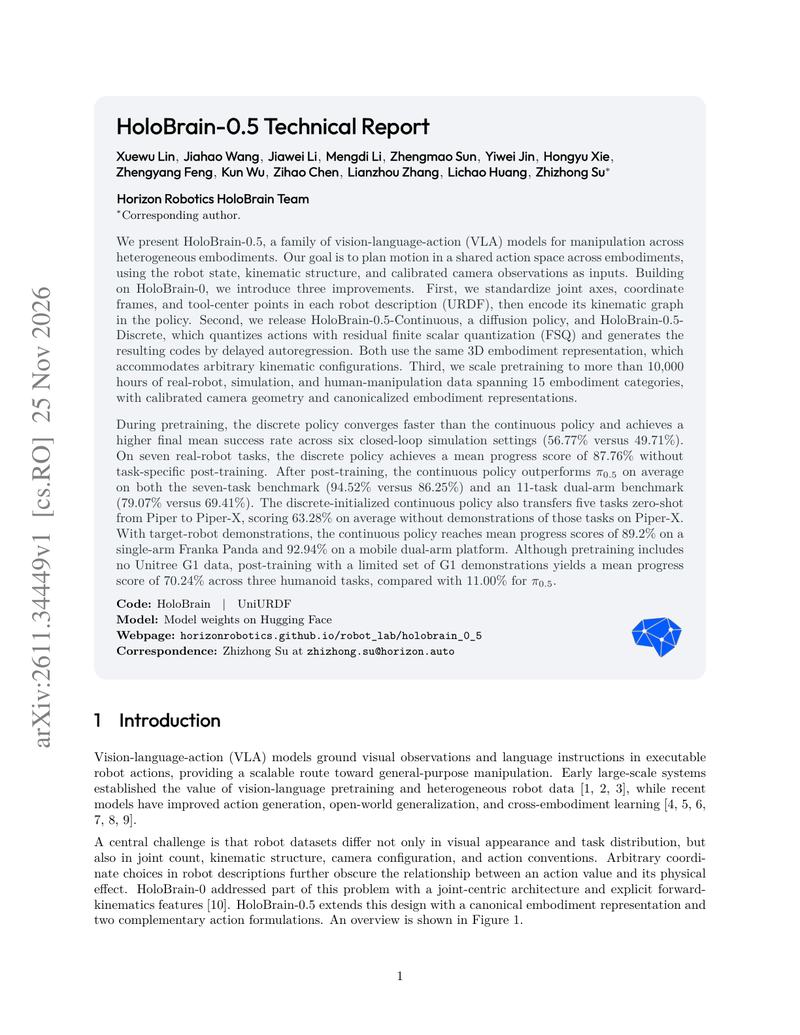 arXiv:2611.34449v1 [cs.RO] 25 Nov 2026
HoloBrain-0.5 Technical Report
Xuewu Lin, Jiahao Wang, Jiawei Li, Mengdi Li, Zhengmao Sun, Yiwei Jin, Hongyu Xie,
Zhengyang Feng, Kun Wu, Zihao Chen, Lianzhou Zhang, Lichao Huang, Zhizhong Su*
Horizon Robotics HoloBrain Team
*Corresponding author.
We present HoloBrain-0.5, a family of vision-language-action (VLA) models for manipulation across
heterogeneous embodiments. Our goal is to plan motion in a shared action space across embodiments,
using the robot state, kinematic structure, and calibrated camera observations as inputs. Building
on HoloBrain-0, we introduce three improvements. First, we standardize joint axes, coordinate
frames, and tool-center points in each robot description (URDF), then encode its kinematic graph
in the policy. Second, we release HoloBrain-0.5-Continuous, a diffusion policy, and HoloBrain-0.5-
Discrete, which quantizes actions with residual finite scalar quantization (FSQ) and generates the
resulting codes by delayed autoregression. Both use the same 3D embodiment representation, which
accommodates arbitrary kinematic configurations. Third, we scale pretraining to more than 10,000
hours of real-robot, simulation, and human-manipulation data spanning 15 embodiment categories,
with calibrated camera geometry and canonicalized embodiment representations.
During pretraining, the discrete policy converges faster than the continuous policy and achieves a
higher final mean success rate across six closed-loop simulation settings (56.77% versus 49.71%).
On seven real-robot tasks, the discrete policy achieves a mean progress score of 87.76% without
task-specific post-training. After post-training, the continuous policy outperforms π0.5 on average
on both the seven-task benchmark (94.52% versus 86.25%) and an 11-task dual-arm benchmark
(79.07% versus 69.41%). The discrete-initialized continuous policy also transfers five tasks zero-shot
from Piper to Piper-X, scoring 63.28% on average without demonstrations of those tasks on Piper-X.
With target-robot demonstrations, the continuous policy reaches mean progress scores of 89.2% on a
single-arm Franka Panda and 92.94% on a mobile dual-arm platform. Although pretraining includes
no Unitree G1 data, post-training with a limited set of G1 demonstrations yields a mean progress
score of 70.24% across three humanoid tasks, compared with 11.00% for π0.5.
Code: HoloBrain | UniURDF
Model: Model weights on Hugging Face
Webpage: horizonrobotics.github.io/robot_lab/holobrain_0_5
Correspondence: Zhizhong Su at zhizhong.su@horizon.auto
1 Introduction
Vision-language-action (VLA) models ground visual observations and language instructions in executable
robot actions, providing a scalable route toward general-purpose manipulation. Early large-scale systems
established the value of vision-language pretraining and heterogeneous robot data [1, 2, 3], while recent
models have improved action generation, open-world generalization, and cross-embodiment learning [4, 5, 6,
7, 8, 9].
A central challenge is that robot datasets differ not only in visual appearance and task distribution, but
also in joint count, kinematic structure, camera configuration, and action conventions. Arbitrary coordi-
nate choices in robot descriptions further obscure the relationship between an action value and its physical
effect. HoloBrain-0 addressed part of this problem with a joint-centric architecture and explicit forward-
kinematics features [10]. HoloBrain-0.5 extends this design with a canonical embodiment representation and
two complementary action formulations. An overview is shown in Figure 1.
1